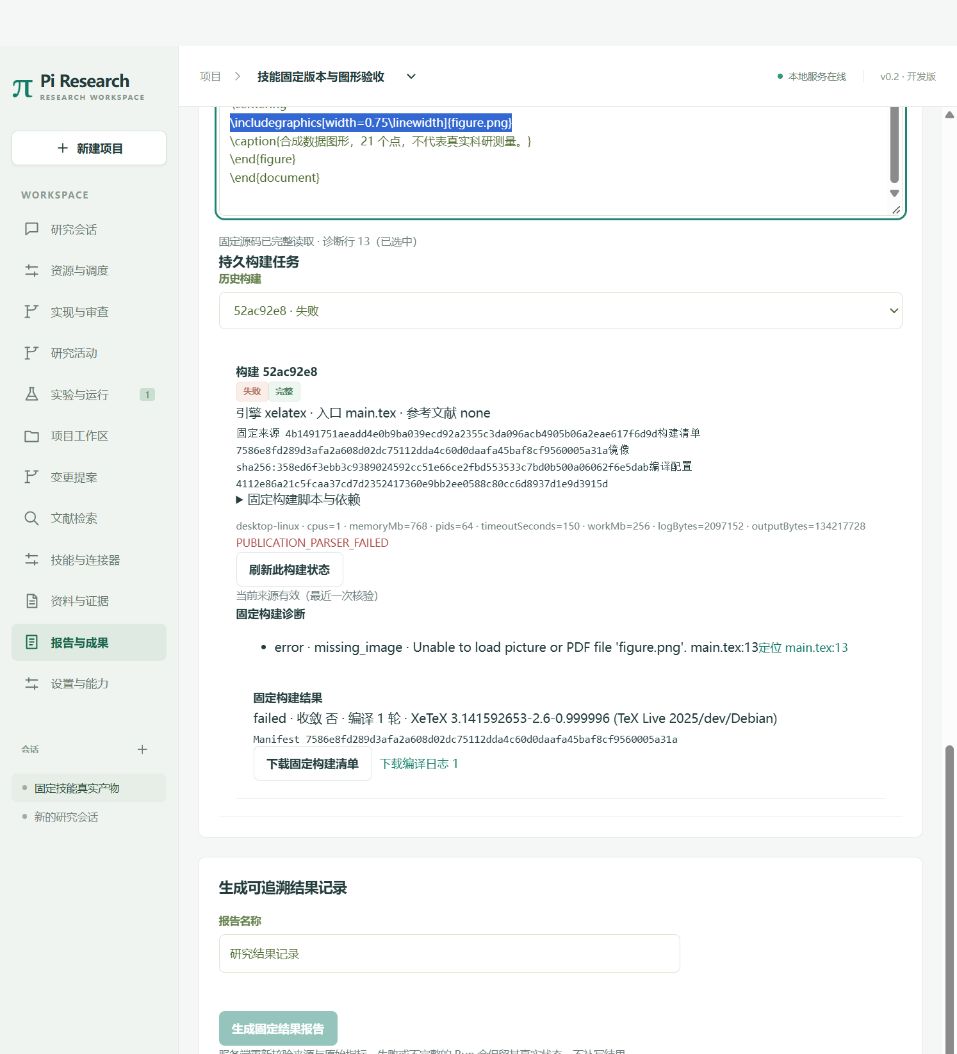 Pi Research
RESEARCH WORKSPACE
新建项目
WORKSPACE
研究会话
资源与调度
实现与审查
研究活动
实验与运行 1
项目工作区
变更提案
文献检索
技能与连接器
资料与证据
报告与成果
设置与能力
会话
固定技能真实产物
新的研究会话
项目 > 技能固定版本与图形验收
本地服务在线
v0.2 · 开发版
\includegraphics[width=0.75\linewidth]{figure.png}
\caption{合成数据图形，21 个点，不代表真实科研测量。}
\end{figure}
\end{document}
固定源码已完整读取 · 诊断行 13（已选中）
持久构建任务
历史构建
52ac92e8 · 失败
构建 52ac92e8
失败 完整
引擎 xelatex · 入口 main.tex · 参考文献 none
固定来源 4b1491751aeadd4e0b9ba039ecd92a2355c3da096acb4905b06a2eae617f6d9d构建清单
7586e8fd289d3afa2a608d02dc75112dda4c60d0daafa45baf8cf9560005a31a镜像
sha256:358ed6f3ebb3c9389024592cc51e66ce2fbd553533c7bd0b500a06062f6e5dab编译配置
4112e86a21c5fcaa37cd7d2352417360e9bb2ee0588c80cc6d8937d1e9d3915d
固定构建脚本与依赖
desktop-linux · cpus=1 · memoryMb=768 · pids=64 · timeoutSeconds=150 · workMb=256 · logBytes=2097152 · outputBytes=134217728
PUBLICATION_PARSER_FAILED
刷新此构建状态
当前来源有效（最近一次核验）
固定构建诊断
• error · missing_image · Unable to load picture or PDF file 'figure.png'. main.tex:13定位 main.tex:13
固定构建结果
failed · 收敛 否 · 编译 1 轮 · XeTeX 3.141592653-2.6-0.999996 (TeX Live 2025/dev/Debian)
Manifest 7586e8fd289d3afa2a608d02dc75112dda4c60d0daafa45baf8cf9560005a31a
下载固定构建清单 下载编译日志 1
生成可追溯结果记录
报告名称
研究结果记录
生成固定结果报告